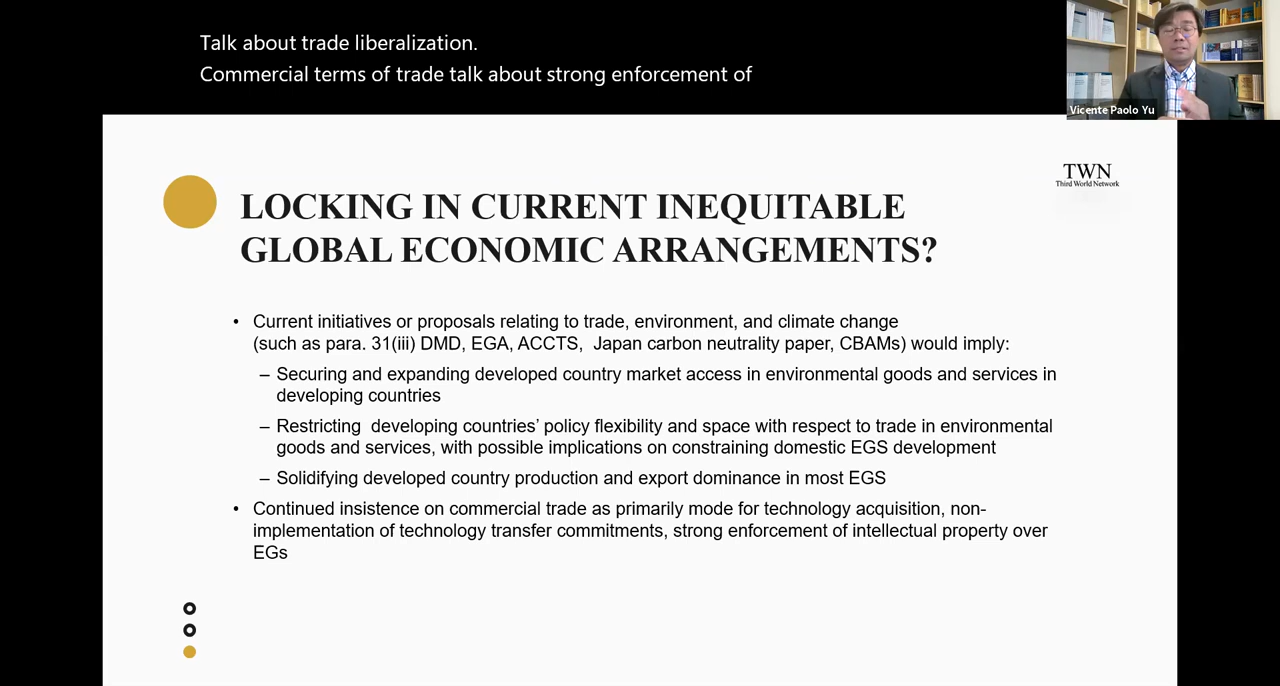 Talk about trade liberalization.
Commercial terms of trade talk about strong enforcement of
Vicente Paolo Yu
TWN
Third World Network
LOCKING IN CURRENT INEQUITABLE
GLOBAL ECONOMIC ARRANGEMENTS?
• Current initiatives or proposals relating to trade, environment, and climate change
(such as para. 31(iii) DMD, EGA, ACCTS,  Japan carbon neutrality paper, CBAMs) would imply:
– Securing and expanding developed country market access in environmental goods and services in
developing countries
– Restricting  developing countries’ policy flexibility and space with respect to trade in environmental
goods and services, with possible implications on constraining domestic EGS development
– Solidifying developed country production and export dominance in most EGS
• Continued insistence on commercial trade as primarily mode for technology acquisition, non-
implementation of technology transfer commitments, strong enforcement of intellectual property over
EGs